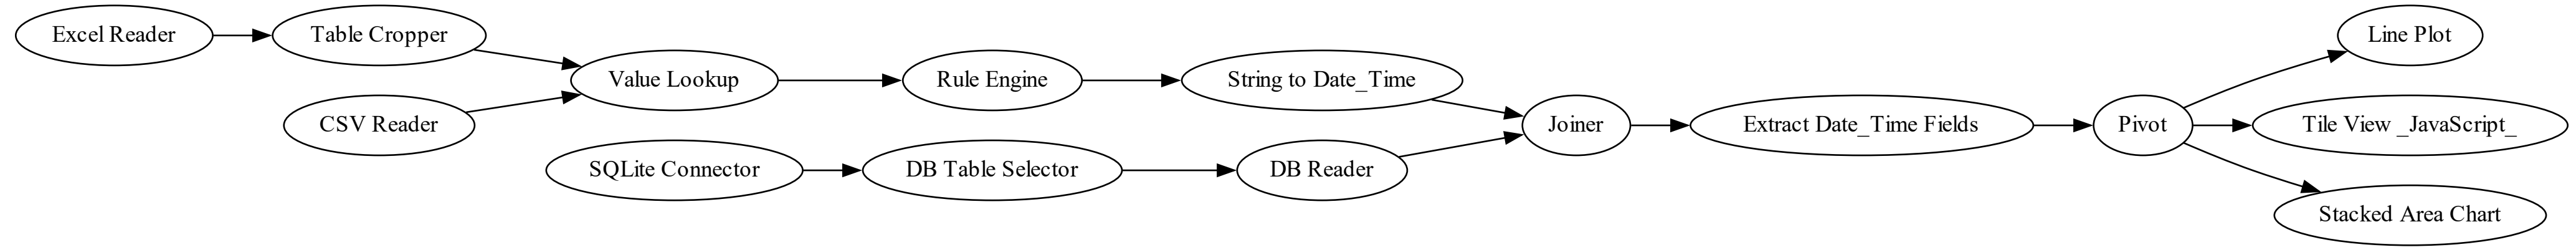 Excel Reader
Table Cropper
CSV Reader
Value Lookup
Rule Engine
String to Date_Time
SQLite Connector
DB Table Selector
DB Reader
Joiner
Extract Date_Time Fields
Pivot
Line Plot
Tile View _JavaScript_
Stacked Area Chart